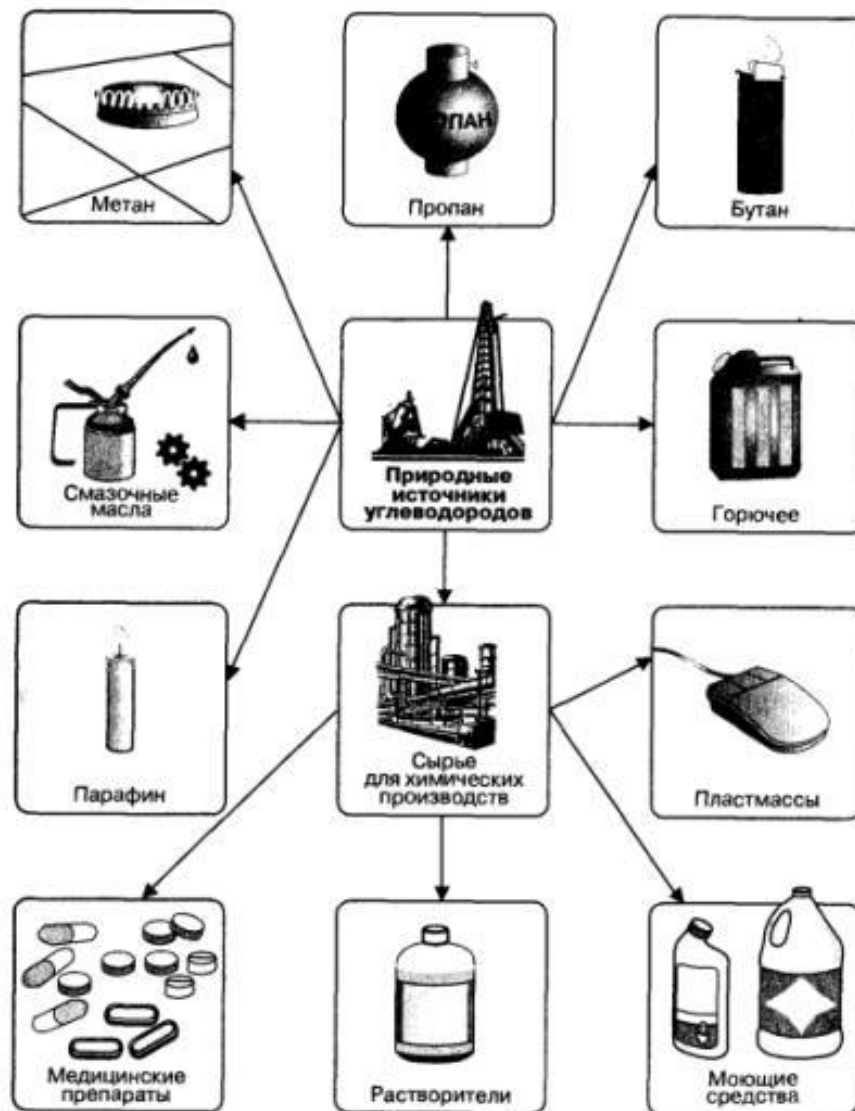 Метан
ПАН
Пропан
Бутан
Смазочные
масла
Природные
источники
углеводородов
Горючее
Парафин
Сырье
для химических
производств
Пластмассы
Медицинские
препараты
Растворители
Моющие
средства